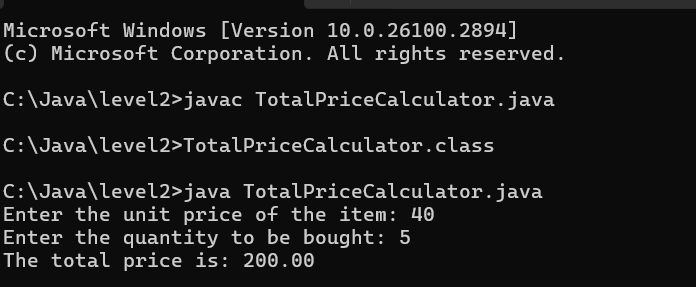 Microsoft Windows [Version 10.0.26100.2894]
(c) Microsoft Corporation. All rights reserved.
C:\Java\level2>javac TotalPriceCalculator.java
C:\Java\level2>TotalPriceCalculator.class
C:\Java\level2>java TotalPriceCalculator.java
Enter the unit price of the item: 40
Enter the quantity to be bought: 5
The total price is: 200.00